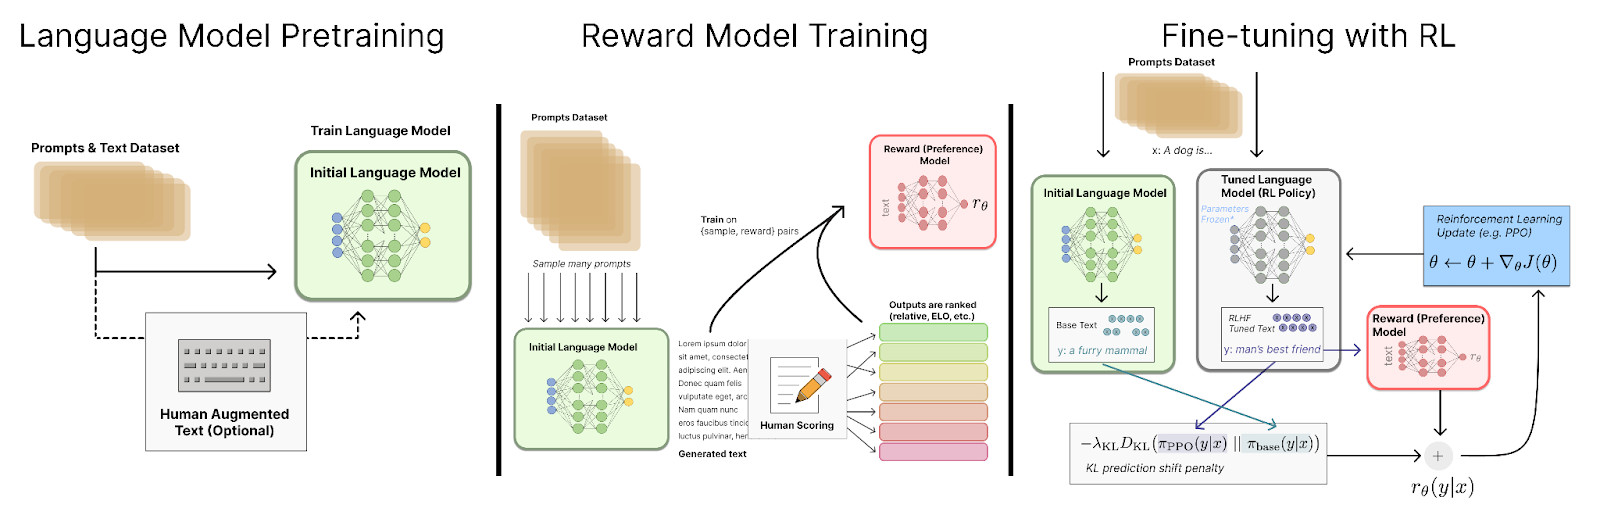 Language Model Pretraining
Prompts & Text Dataset
Train Language Model
Initial Language Model
Human Augmented
Text (Optional)
Reward Model Training
Prompts Dataset
Sample many prompts
Initial Language Model
Lorem ipsum dolor
sit amet, consectet
adipiscing elit. Aen
Donec quam felis
vulputate eget, arc
Nam quam nunc
eros faucibus tincid
luctus pulvinar, hen
Generated text
Human Scoring
Train on
{sample, reward} pairs
Reward (Preference)
Model
text
rθ
Outputs are ranked
(relative, ELO, etc.)
Fine-tuning with RL
Prompts Dataset
x: A dog is...
Initial Language Model
Base Text
y: a furry mammal
Tuned Language
Model (RL Policy)
Parameters
Frozen*
RLHF
Tuned Text
y: man's best friend
Reinforcement Learning
Update (e.g. PPO)
θ ← θ + ∇θJ(θ)
Reward (Preference)
Model
text
rθ
−λKL DKL (πPPO(y|x) || πbase(y|x))
KL prediction shift penalty
+
rθ(y|x)